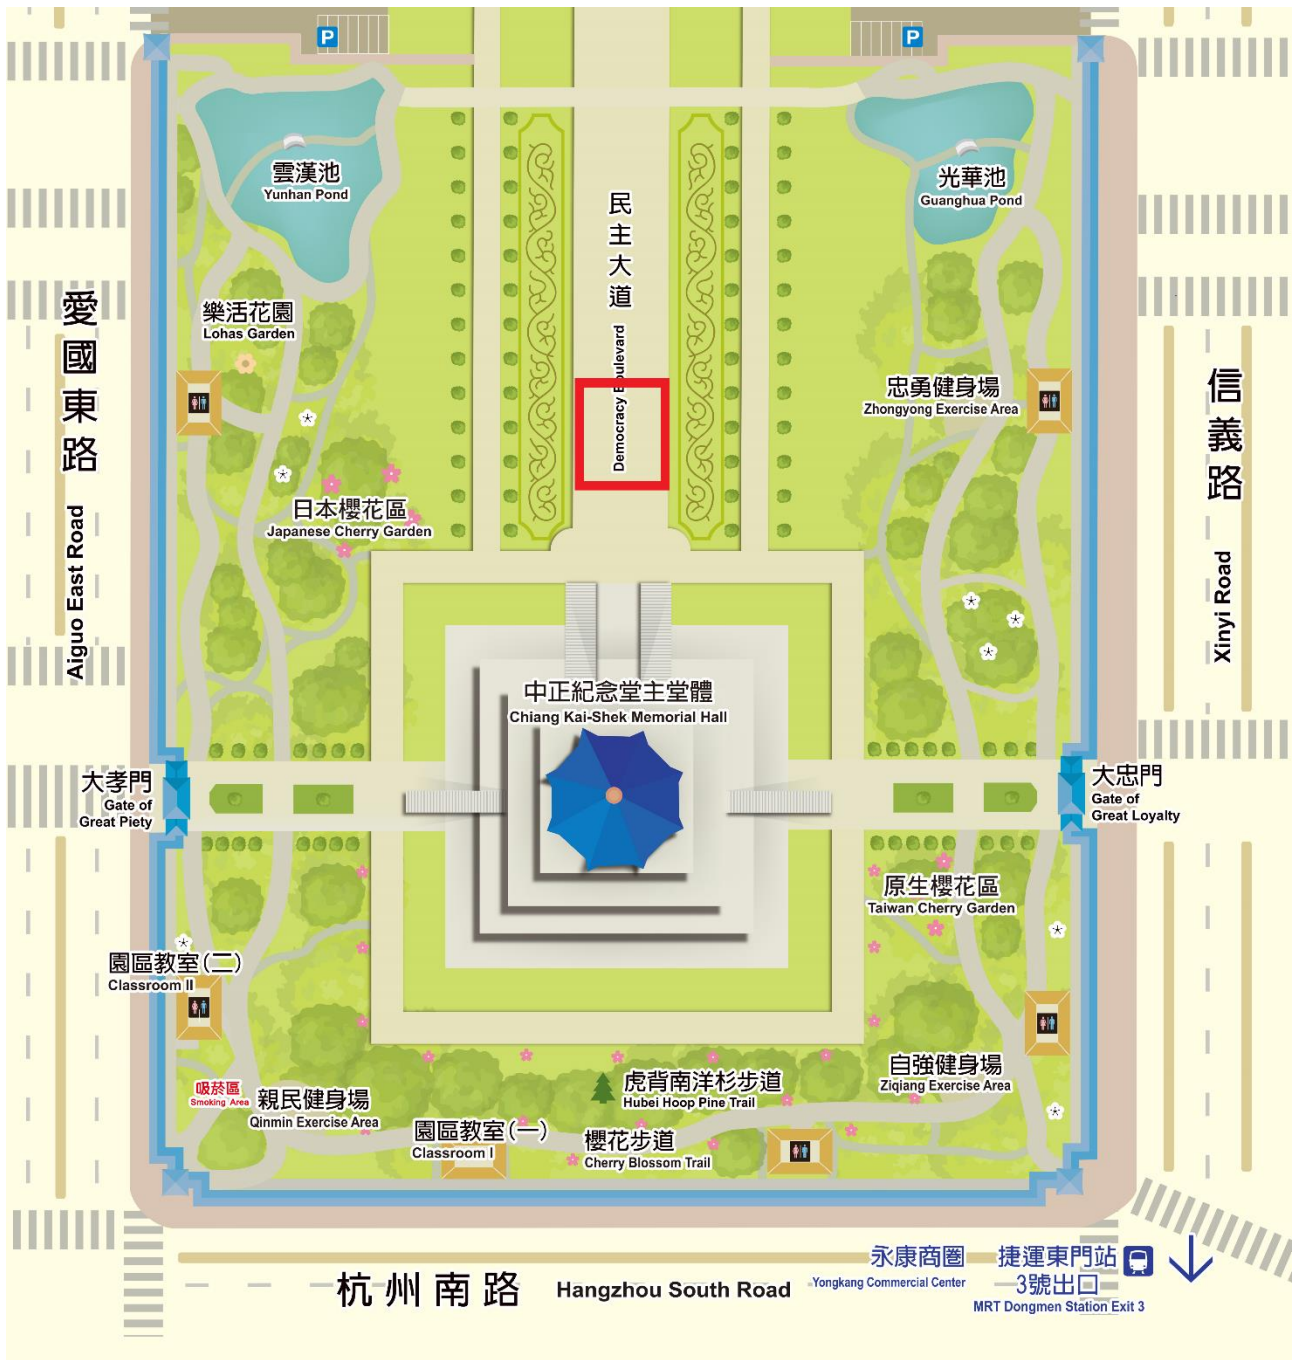 P
P
雲漢池
Yunhan Pond
光華池
Guanghua Pond
民主大道
Democracy Boulevard
樂活花園
Lohas Garden
忠勇健身場
Zhongyong Exercise Area
愛國東路
Aiguo East Road
信義路
Xinyi Road
日本櫻花區
Japanese Cherry Garden
中正紀念堂主堂體
Chiang Kai-Shek Memorial Hall
大孝門
Gate of
Great Piety
大忠門
Gate of
Great Loyalty
原生櫻花區
Taiwan Cherry Garden
園區教室(二)
Classroom II
吸菸區
Smoking Area
親民健身場
Qinmin Exercise Area
自強健身場
Ziqiang Exercise Area
虎背南洋杉步道
Hubei Hoop Pine Trail
園區教室(一)
Classroom I
櫻花步道
Cherry Blossom Trail
杭州南路
Hangzhou South Road
永康商圏
Yongkang Commercial Center
捷運東門站
3號出口
MRT Dongmen Station Exit 3